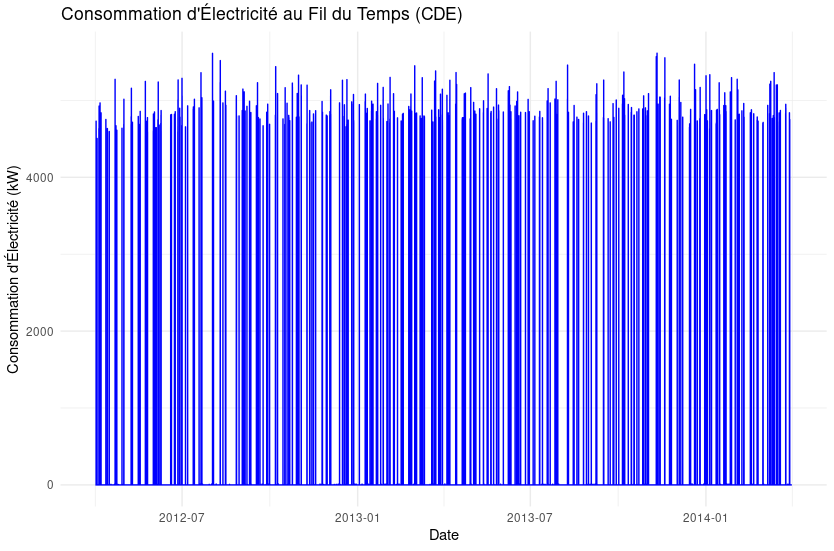 Consommation d'Électricité au Fil du Temps (CDE)
Consommation d'Électricité (kW)
4000
2000
0
2012-07
2013-01
2013-07
2014-01
Date